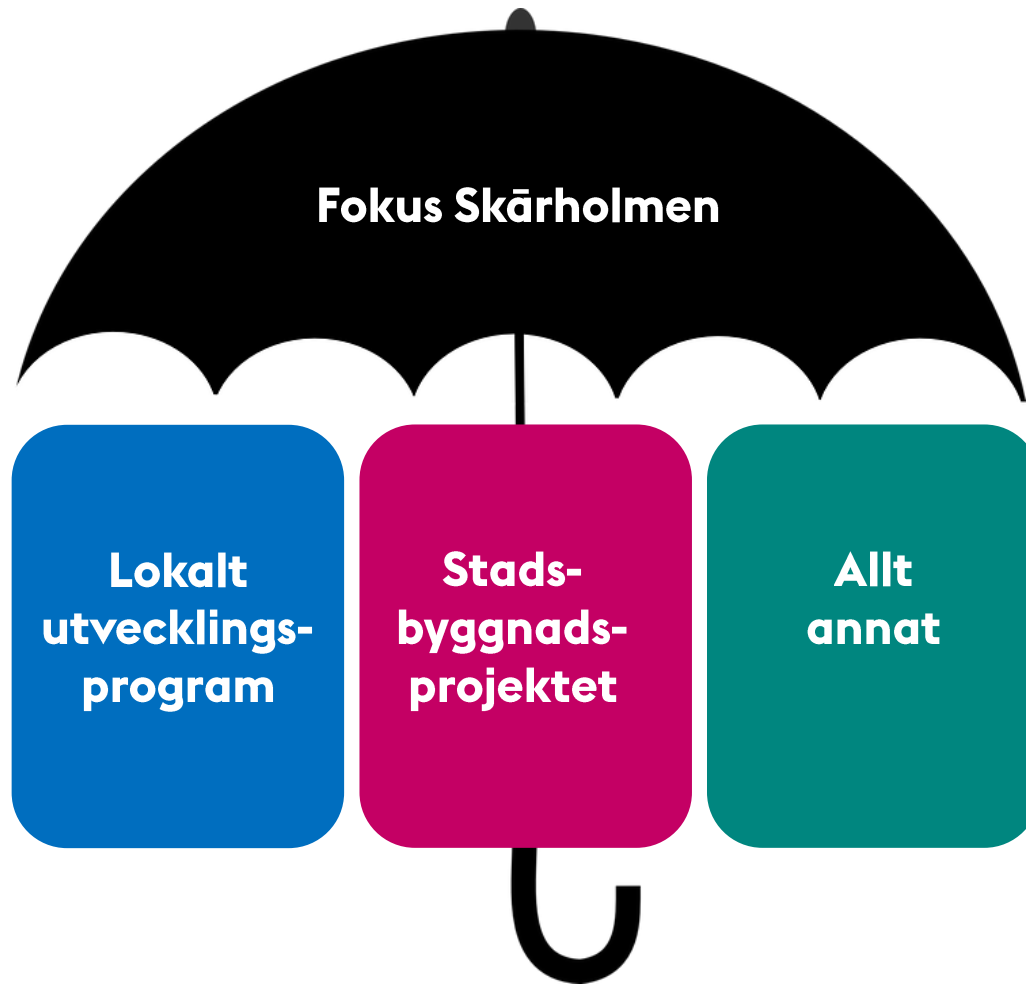 Fokus Skärholmen
Lokalt
utvecklings-
program
Stads-
byggnads-
projektet
Allt
annat